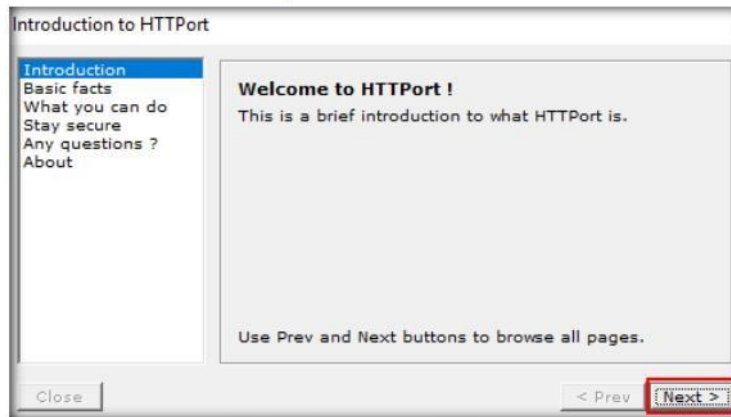 Introduction to HTTPort
Introduction
Basic facts
What you can do
Stay secure
Any questions ?
About
Welcome to HTTPort !
This is a brief introduction to what HTTPort is.
Use Prev and Next buttons to browse all pages.
Close
< Prev
Next >